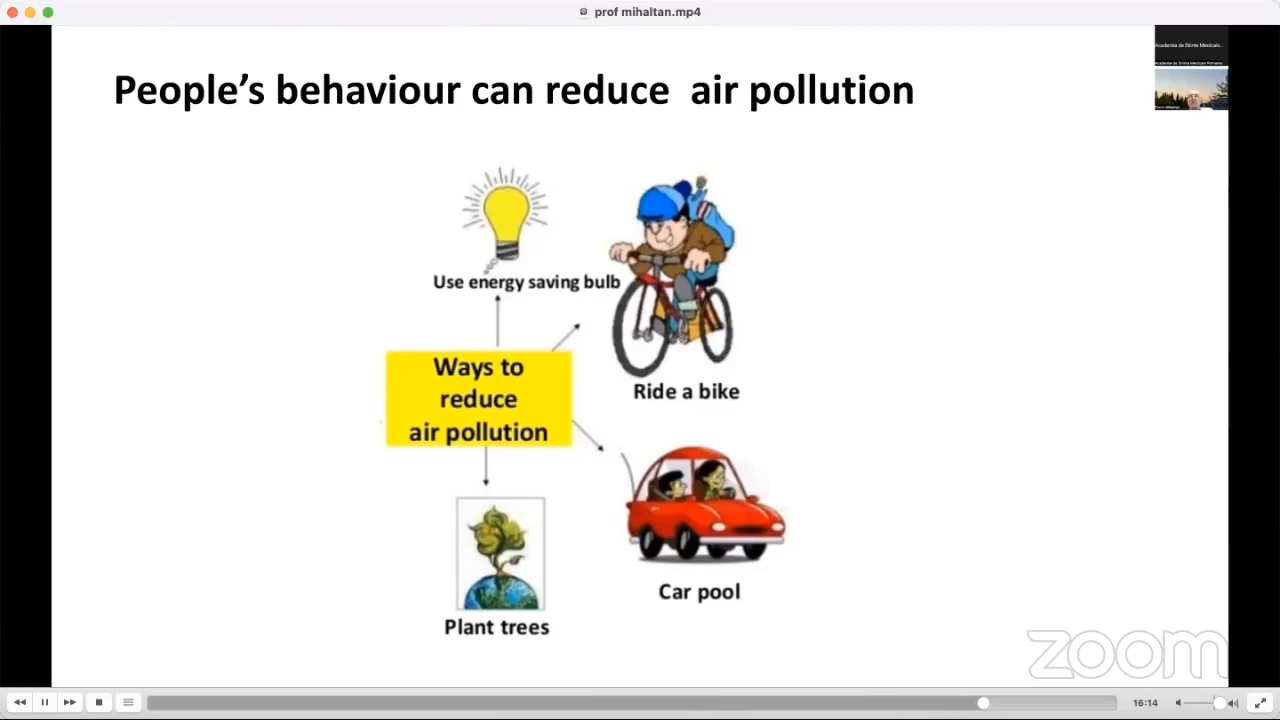 prof mihaltan.mp4
People's behaviour can reduce air pollution
Use energy saving bulb
Ways to
reduce
air pollution
Ride a bike
Car pool
Plant trees
zoom
16:14